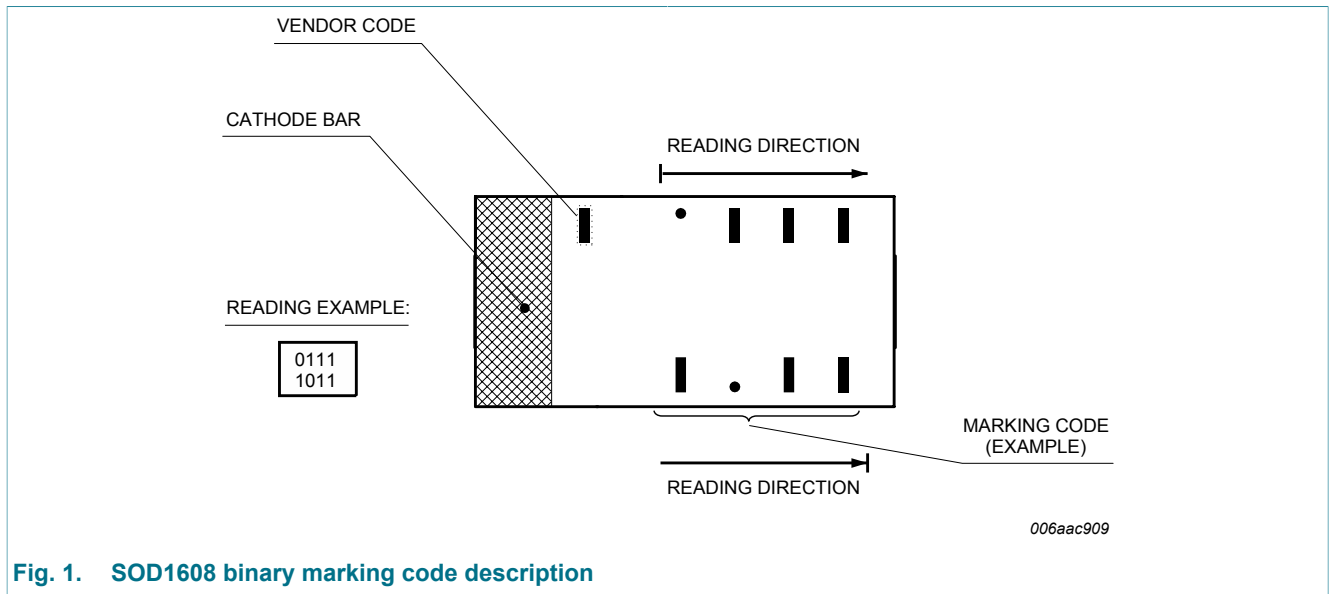 VENDOR CODE
CATHODE BAR
READING DIRECTION
READING EXAMPLE:
0111
1011
MARKING CODE
(EXAMPLE)
READING DIRECTION
006aac909
Fig. 1. SOD1608 binary marking code description